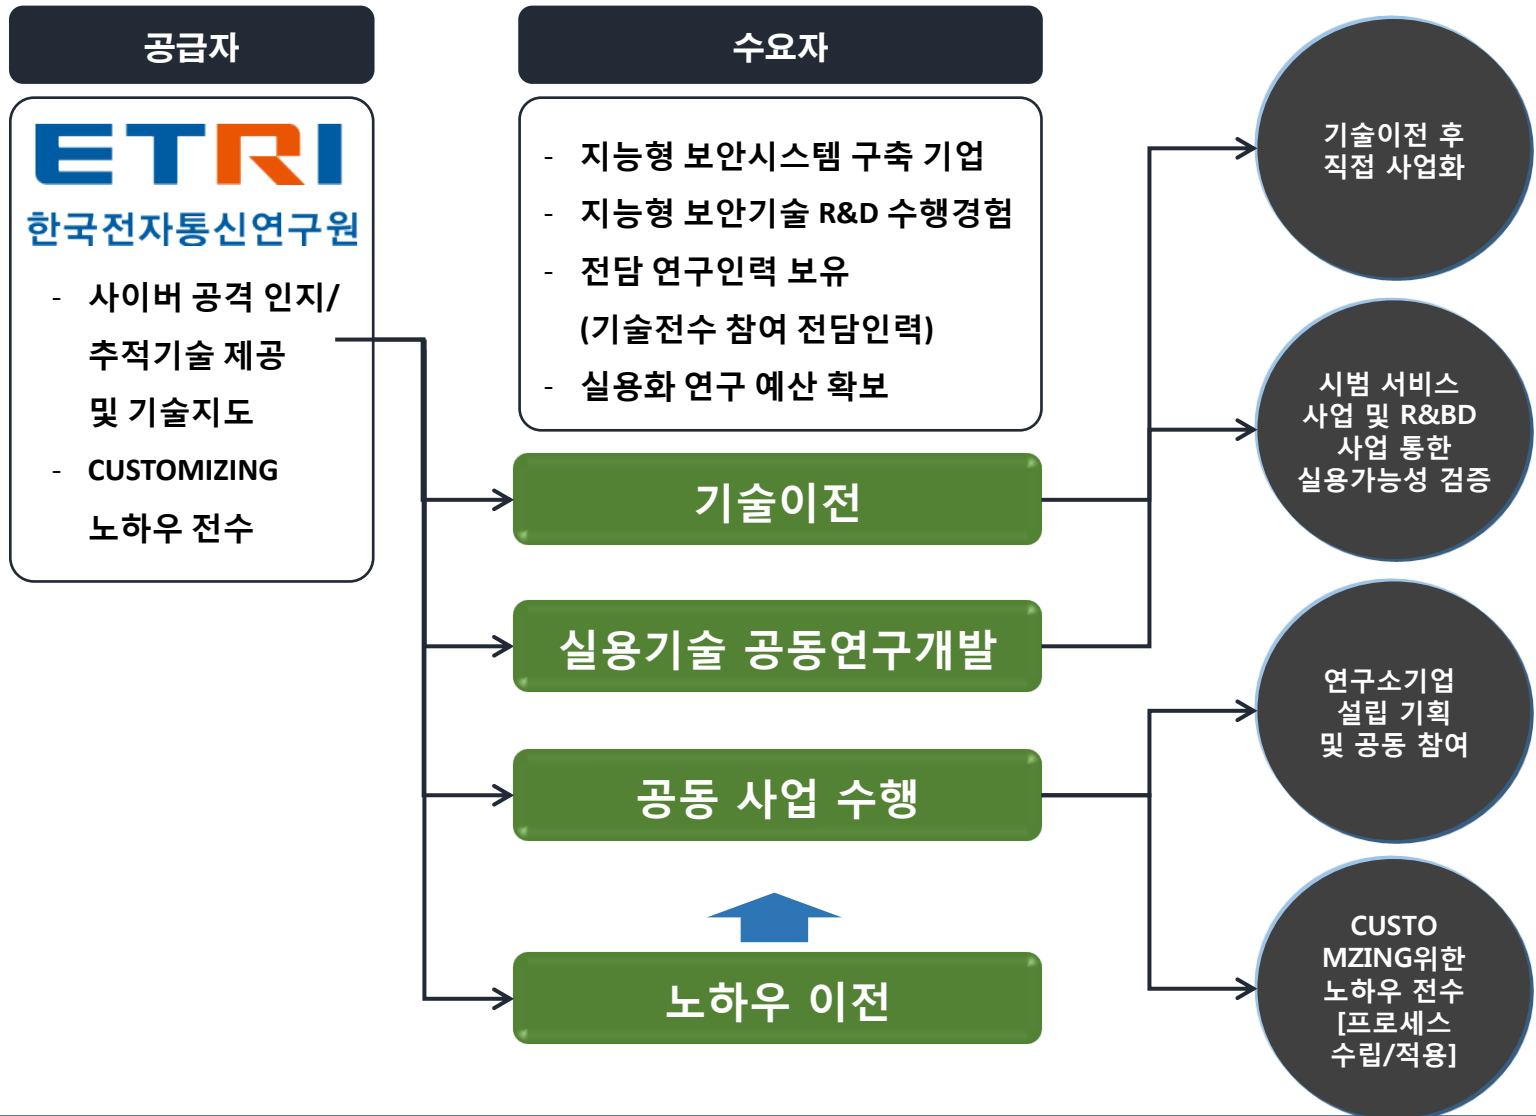 공급자
ETRI
한국전자통신연구원
- 사이버 공격 인지/
추적기술 제공
및 기술지도
- CUSTOMIZING
노하우 전수
수요자
- 지능형 보안시스템 구축 기업
- 지능형 보안기술 R&D 수행경험
- 전담 연구인력 보유
(기술전수 참여 전담인력)
- 실용화 연구 예산 확보
기술이전
실용기술 공동연구개발
공동 사업 수행
노하우 이전
기술이전 후
직접 사업화
시범 서비스
사업 및 R&BD
사업 통한
실용가능성 검증
연구소기업
설립 기획
및 공동 참여
CUSTO
MZING위한
노하우 전수
[프로세스
수립/적용]